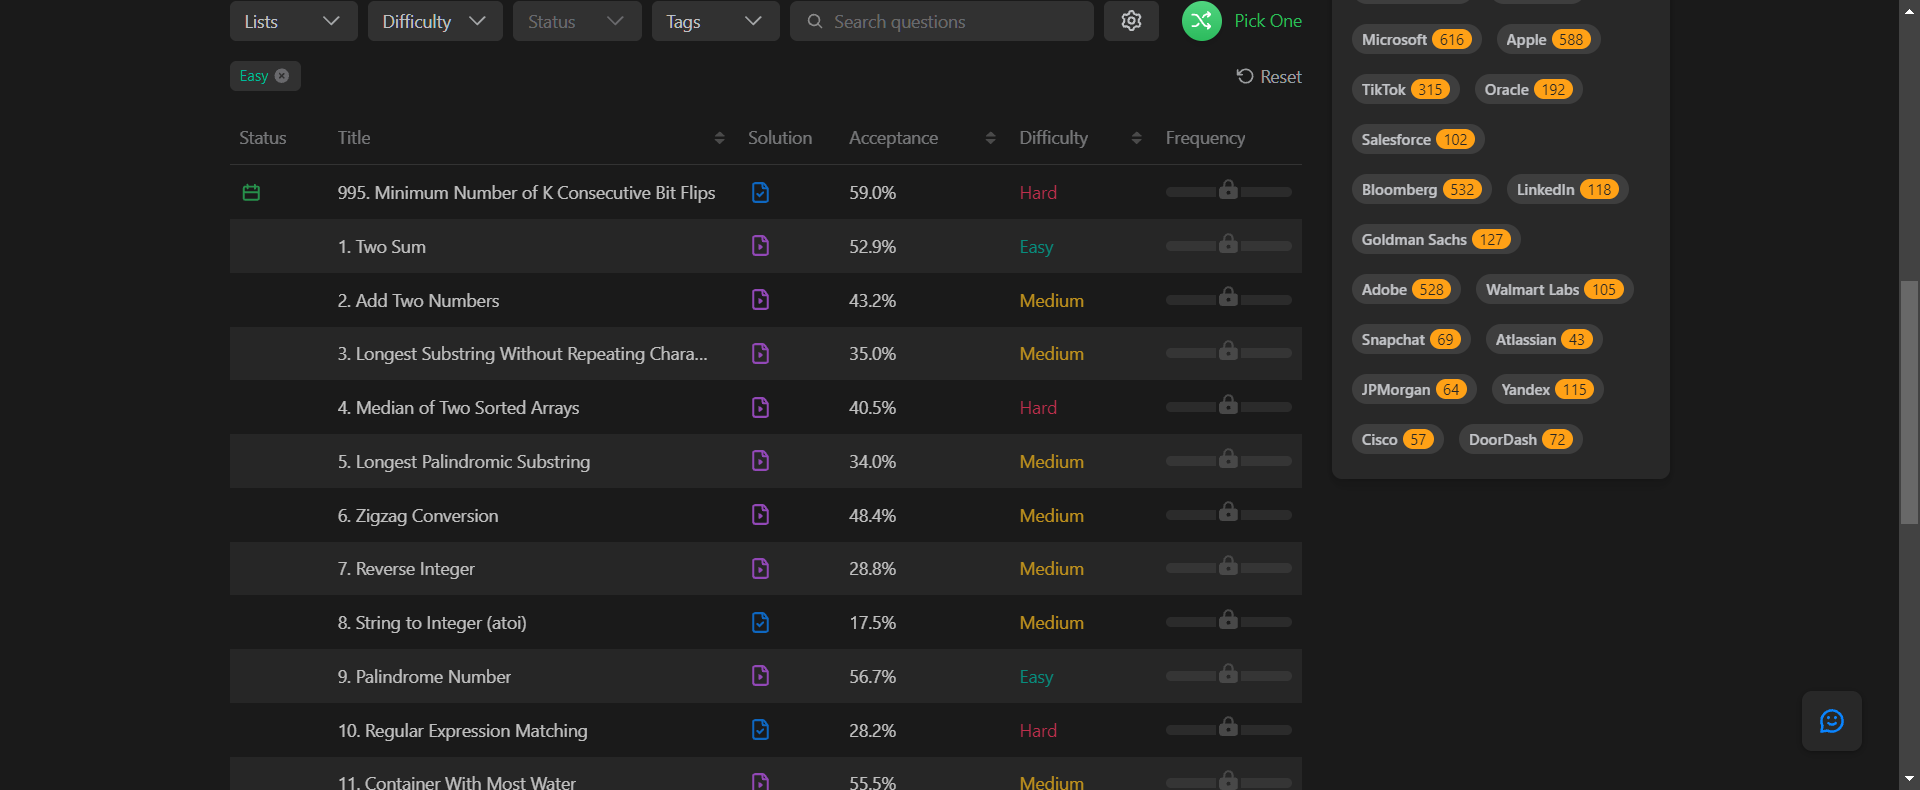 Lists Difficulty Status Tags Search questions Pick One
Easy Reset
Status Title Solution Acceptance Difficulty Frequency
995. Minimum Number of K Consecutive Bit Flips 59.0% Hard
1. Two Sum 52.9% Easy
2. Add Two Numbers 43.2% Medium
3. Longest Substring Without Repeating Chara... 35.0% Medium
4. Median of Two Sorted Arrays 40.5% Hard
5. Longest Palindromic Substring 34.0% Medium
6. Zigzag Conversion 48.4% Medium
7. Reverse Integer 28.8% Medium
8. String to Integer (atoi) 17.5% Medium
9. Palindrome Number 56.7% Easy
10. Regular Expression Matching 28.2% Hard
11. Container With Most Water 55.5% Medium
Microsoft 616 Apple 588
TikTok 315 Oracle 192
Salesforce 102
Bloomberg 532 LinkedIn 118
Goldman Sachs 127
Adobe 528 Walmart Labs 105
Snapchat 69 Atlassian 43
JPMorgan 64 Yandex 115
Cisco 57 DoorDash 72